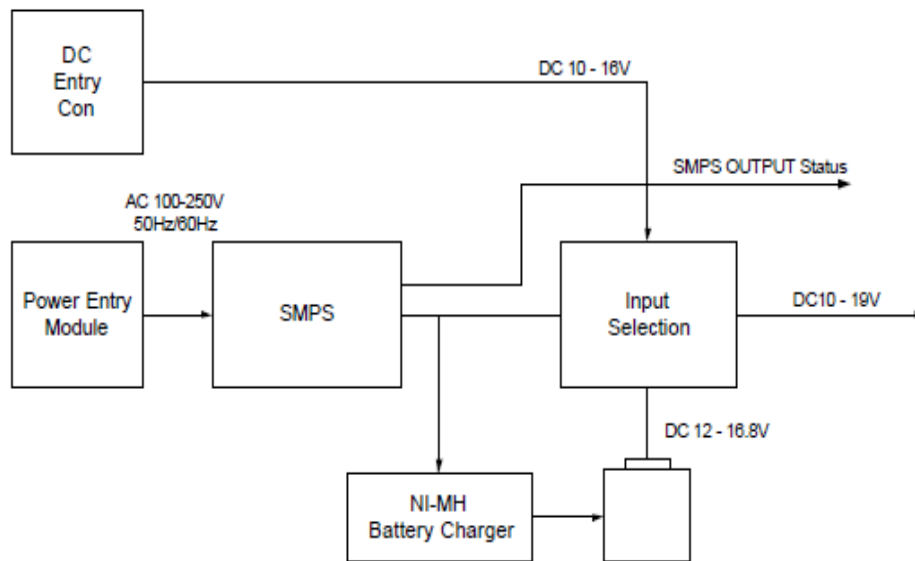 DC
Entry
Con
DC 10 - 16V
SMPS OUTPUT Status
AC 100-250V
50Hz/60Hz
Power Entry
Module
SMPS
Input
Selection
DC10 - 19V
DC 12 - 16.8V
NI-MH
Battery Charger